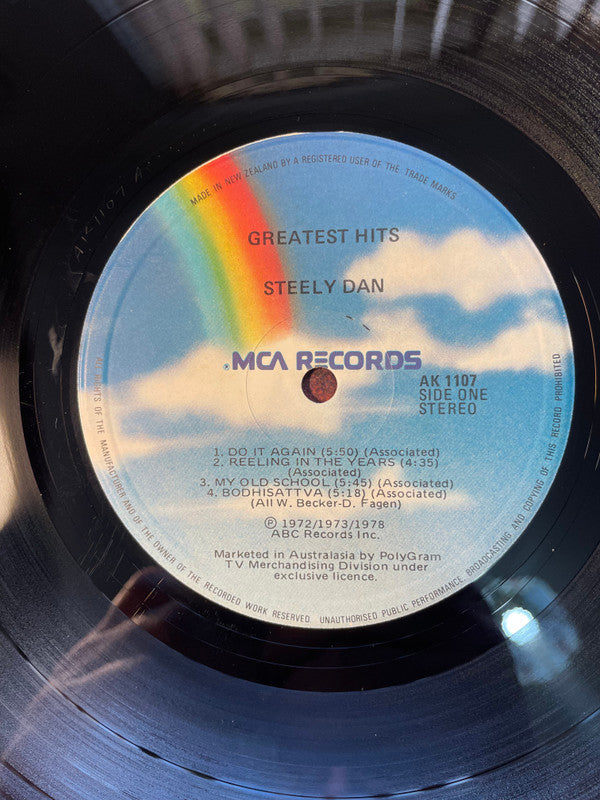 MADE IN NEW ZEALAND BY A REGISTERED USER OF THE TRADE MARKS
GREATEST HITS
STEELY DAN
® MCA RECORDS
AK 1107
SIDE ONE
STEREO
1. DO IT AGAIN (5:50) (Associated)
2. REELING IN THE YEARS (4:35)
(Associated)
3. MY OLD SCHOOL (5:45) (Associated)
4. BODHISATTVA (5:18) (Associated)
(All W. Becker-D. Fagen)
℗ 1972/1973/1978
ABC Records Inc.
Marketed in Australasia by PolyGram
TV Merchandising Division under
exclusive licence.
ALL RIGHTS OF THE MANUFACTURER AND OF THE OWNER OF THE RECORDED WORK RESERVED. UNAUTHORISED PUBLIC PERFORMANCE, BROADCASTING AND COPYING OF THIS RECORD PROHIBITED
AK1107 A